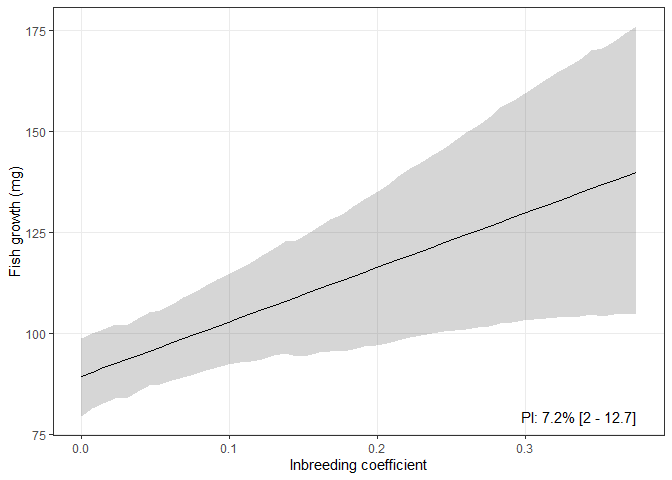 Fish growth (mg)
175
150
125
100
75
PI: 7.2% [2 - 12.7]
0.0 0.1 0.2 0.3
Inbreeding coefficient